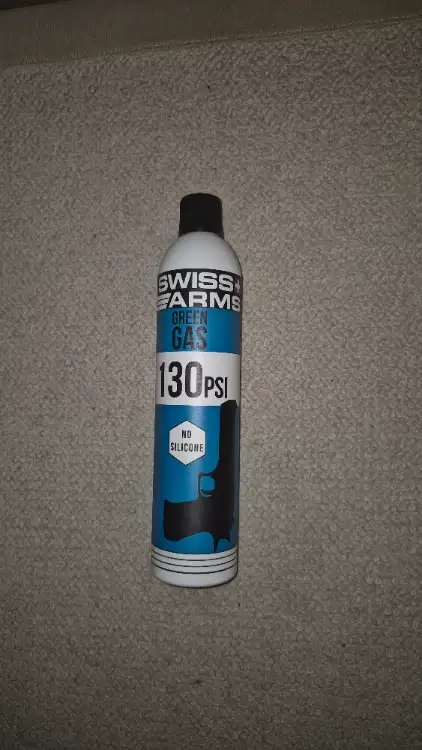 SWISS+
ARMS
GREEN
GAS
130PSI
NO
SILICONE